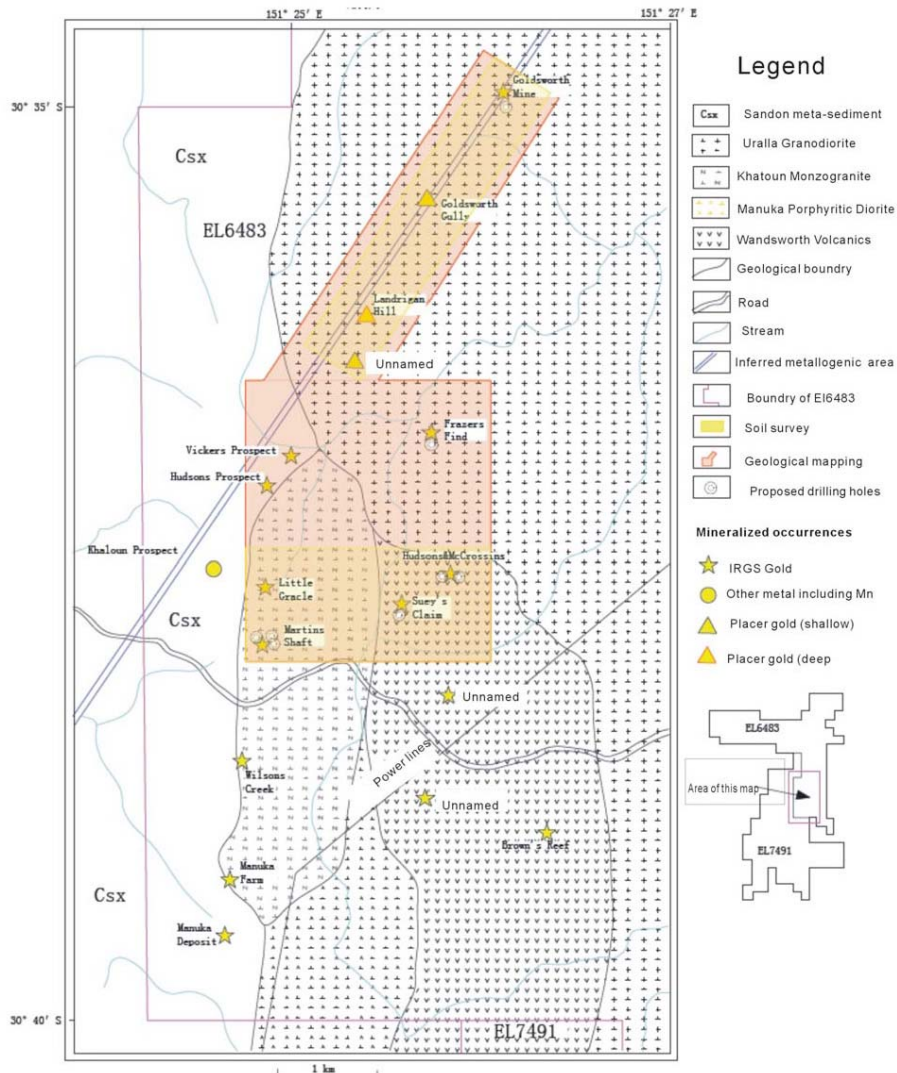 151° 25′ E
151° 27′ E
30° 35′ S
Goldsworth
Mine
Csx
EL6483
Goldsworth
Gully
Landrigan
Hill
Unnamed
Frazers
Find
Vickers Prospect
Hudsons Prospect
Khaloun Prospect
Hudsons&McCrossins
Little
Gracle
Suey's
Claim
Csx
Martins
Shaft
Unnamed
Power lines
Wilsons
Creek
Unnamed
Brown's Reef
Manuka
Farm
Csx
Manuka
Deposit
30° 40′ S
EL7491
1 km
Legend
Csx Sandon meta-sediment
Uralla Granodiorite
Khatoun Monzogranite
Manuka Porphyritic Diorite
Wandsworth Volcanics
Geological boundry
Road
Stream
Inferred metallogenic area
Boundry of El6483
Soil survey
Geological mapping
Proposed drilling holes
Mineralized occurrences
IRGS Gold
Other metal including Mn
Placer gold (shallow)
Placer gold (deep
EL6483
Area of this map
EL7491